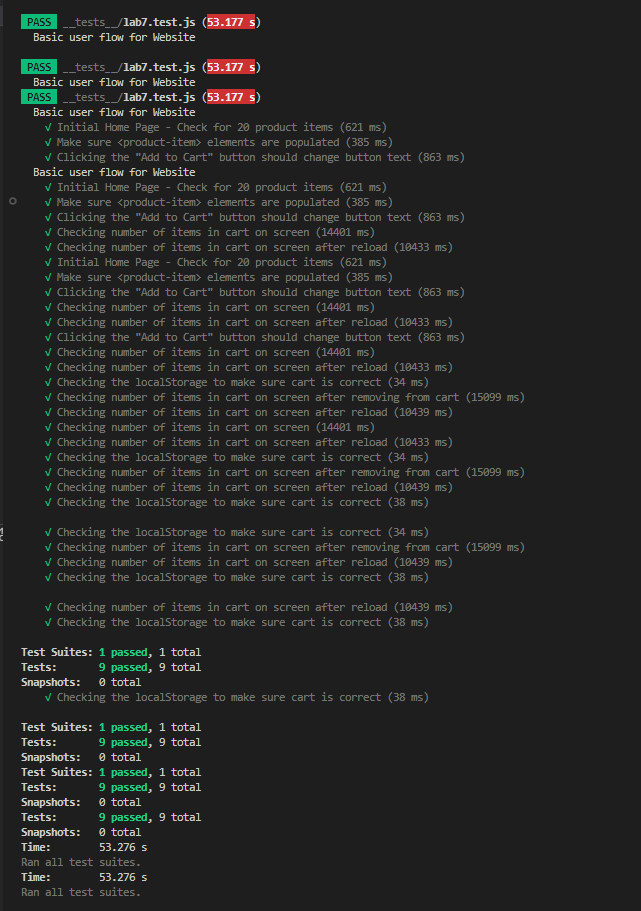 PASS __tests__/lab7.test.js (53.177 s)
Basic user flow for Website
PASS __tests__/lab7.test.js (53.177 s)
Basic user flow for Website
PASS __tests__/lab7.test.js (53.177 s)
Basic user flow for Website
√ Initial Home Page - Check for 20 product items (621 ms)
√ Make sure <product-item> elements are populated (385 ms)
√ Clicking the "Add to Cart" button should change button text (863 ms)
Basic user flow for Website
√ Initial Home Page - Check for 20 product items (621 ms)
√ Make sure <product-item> elements are populated (385 ms)
√ Clicking the "Add to Cart" button should change button text (863 ms)
√ Checking number of items in cart on screen (14401 ms)
√ Checking number of items in cart on screen after reload (10433 ms)
√ Initial Home Page - Check for 20 product items (621 ms)
√ Make sure <product-item> elements are populated (385 ms)
√ Clicking the "Add to Cart" button should change button text (863 ms)
√ Checking number of items in cart on screen (14401 ms)
√ Checking number of items in cart on screen after reload (10433 ms)
√ Clicking the "Add to Cart" button should change button text (863 ms)
√ Checking number of items in cart on screen (14401 ms)
√ Checking number of items in cart on screen after reload (10433 ms)
√ Checking the localStorage to make sure cart is correct (34 ms)
√ Checking number of items in cart on screen after removing from cart (15099 ms)
√ Checking number of items in cart on screen after reload (10439 ms)
√ Checking number of items in cart on screen (14401 ms)
√ Checking number of items in cart on screen after reload (10433 ms)
√ Checking the localStorage to make sure cart is correct (34 ms)
√ Checking number of items in cart on screen after removing from cart (15099 ms)
√ Checking number of items in cart on screen after reload (10439 ms)
√ Checking the localStorage to make sure cart is correct (38 ms)
√ Checking the localStorage to make sure cart is correct (34 ms)
√ Checking number of items in cart on screen after removing from cart (15099 ms)
√ Checking number of items in cart on screen after reload (10439 ms)
√ Checking the localStorage to make sure cart is correct (38 ms)
√ Checking number of items in cart on screen after reload (10439 ms)
√ Checking the localStorage to make sure cart is correct (38 ms)
Test Suites: 1 passed, 1 total
Tests: 9 passed, 9 total
Snapshots: 0 total
√ Checking the localStorage to make sure cart is correct (38 ms)
Test Suites: 1 passed, 1 total
Tests: 9 passed, 9 total
Snapshots: 0 total
Test Suites: 1 passed, 1 total
Tests: 9 passed, 9 total
Snapshots: 0 total
Tests: 9 passed, 9 total
Snapshots: 0 total
Time: 53.276 s
Ran all test suites.
Time: 53.276 s
Ran all test suites.